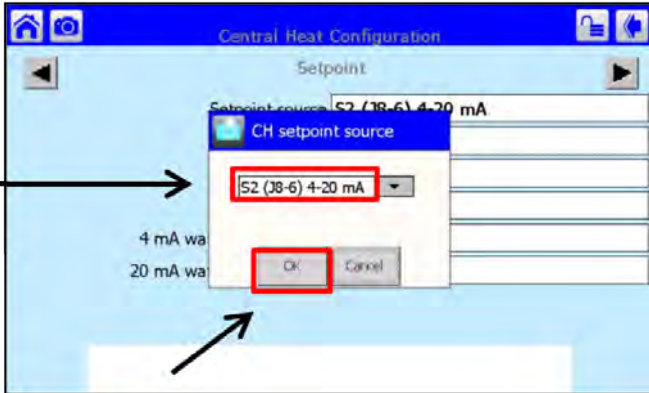 Central Heat Configuration
Setpoint
Setpoint source S2 (J8-6) 4-20 mA
CH setpoint source
S2 (J8-6) 4-20 mA
4 mA wa
20 mA wa
OK Cancel